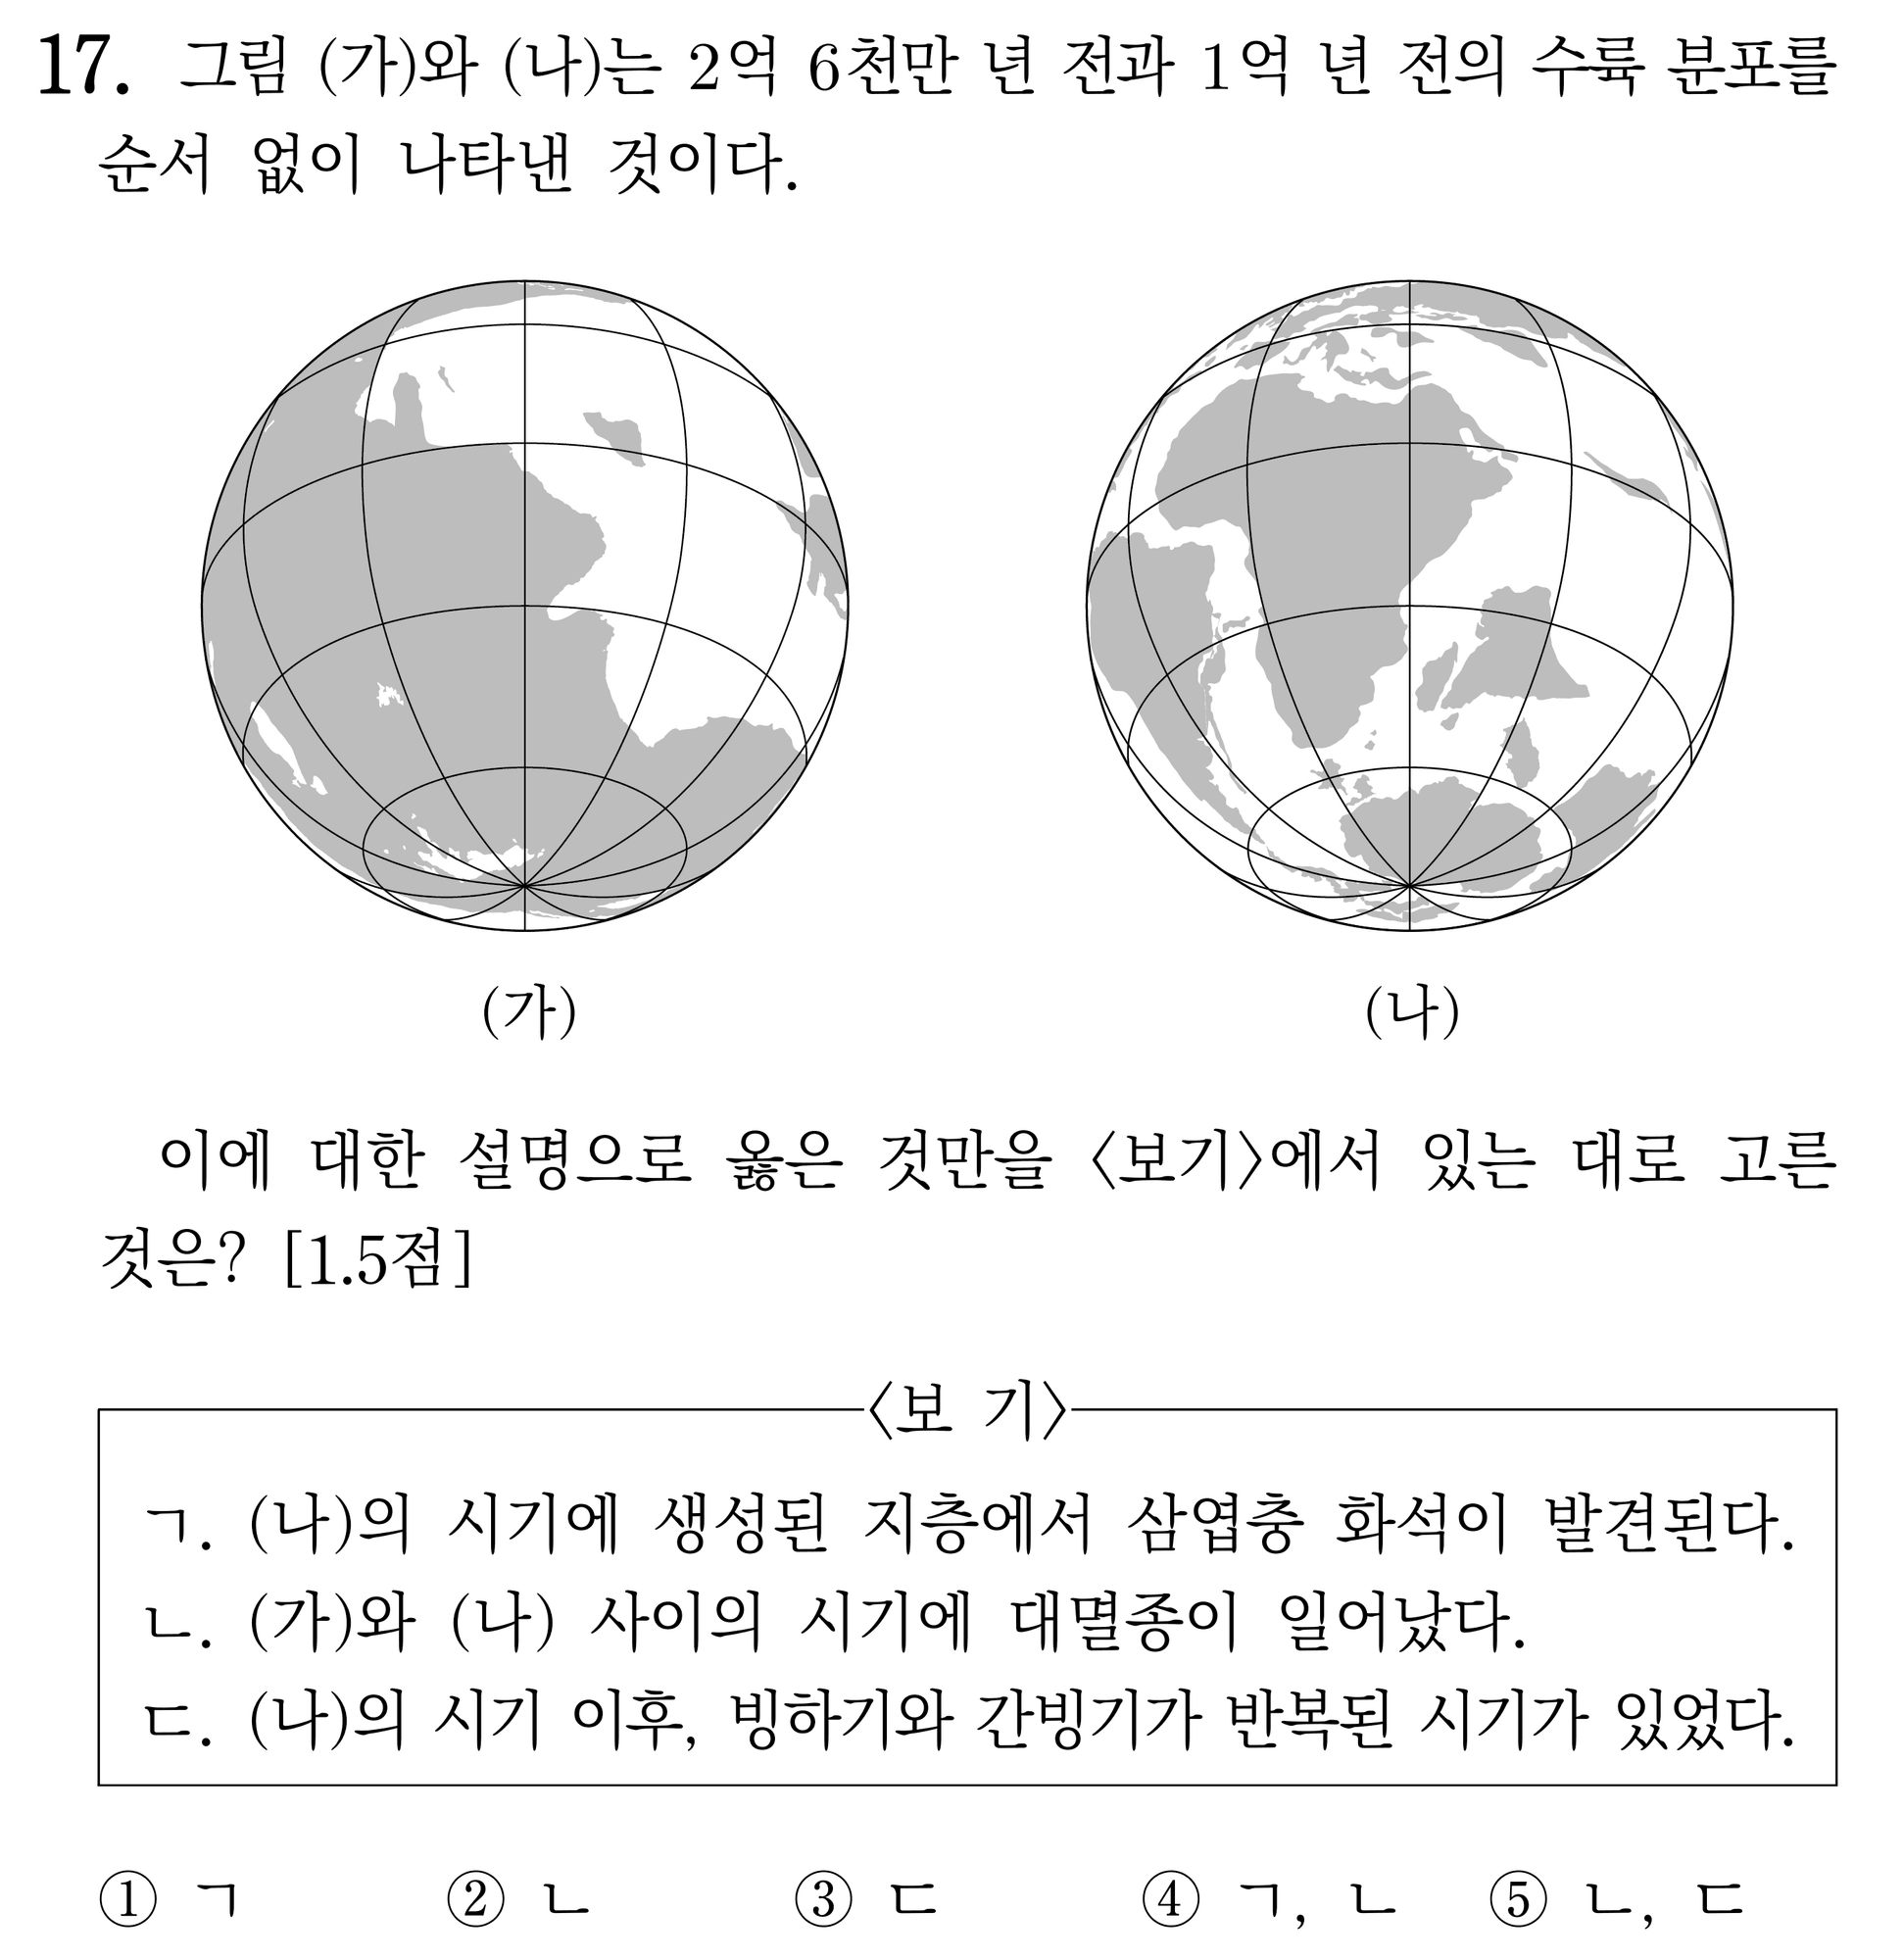 17. 그림 (가)와 (나)는 2억 6천만 년 전과 1억 년 전의 수륙 분포를
순서 없이 나타낸 것이다.
(가) (나)
이에 대한 설명으로 옳은 것만을 <보기>에서 있는 대로 고른
것은? [1.5점]
<보 기>
ㄱ. (나)의 시기에 생성된 지층에서 삼엽충 화석이 발견된다.
ㄴ. (가)와 (나) 사이의 시기에 대멸종이 일어났다.
ㄷ. (나)의 시기 이후, 빙하기와 간빙기가 반복된 시기가 있었다.
① ㄱ ② ㄴ ③ ㄷ ④ ㄱ, ㄴ ⑤ ㄴ, ㄷ